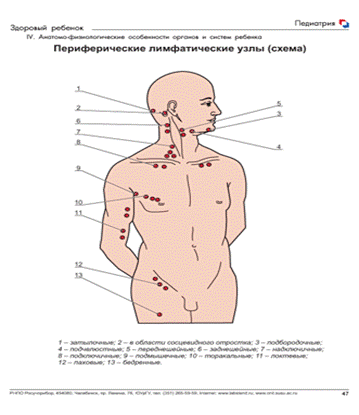 Здоровый ребенок
Педиатрия
IV. Анатомо-физиологические особенности органов и систем ребенка
Периферические лимфатические узлы (схема)
1
2
6
7
8
9
10
11
12
13
5
3
4
1 – затылочные; 2 – в области сосцевидного отростка; 3 – подбородочные;
4 – подчелюстные; 5 – переднешейные; 6 – заднешейные; 7 – надключичные;
8 – подключичные; 9 – подмышечные; 10 – торакальные; 11 – локтевые;
12 – паховые; 13 – бедренные.
47